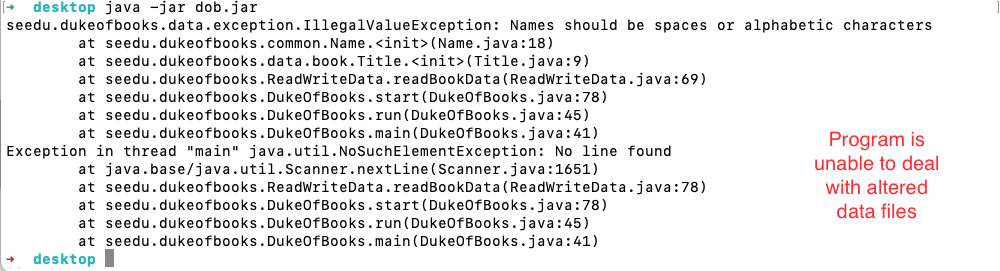 ➜ desktop java -jar dob.jar
seedu.dukeofbooks.data.exception.IllegalValueException: Names should be spaces or alphabetic characters
at seedu.dukeofbooks.common.Name.<init>(Name.java:18)
at seedu.dukeofbooks.data.book.Title.<init>(Title.java:9)
at seedu.dukeofbooks.ReadWriteData.readBookData(ReadWriteData.java:69)
at seedu.dukeofbooks.DukeOfBooks.start(DukeOfBooks.java:78)
at seedu.dukeofbooks.DukeOfBooks.run(DukeOfBooks.java:45)
at seedu.dukeofbooks.DukeOfBooks.main(DukeOfBooks.java:41)
Exception in thread "main" java.util.NoSuchElementException: No line found
at java.base/java.util.Scanner.nextLine(Scanner.java:1651)
at seedu.dukeofbooks.ReadWriteData.readBookData(ReadWriteData.java:78)
at seedu.dukeofbooks.DukeOfBooks.start(DukeOfBooks.java:78)
at seedu.dukeofbooks.DukeOfBooks.run(DukeOfBooks.java:45)
at seedu.dukeofbooks.DukeOfBooks.main(DukeOfBooks.java:41)
➜ desktop
Program is
unable to deal
with altered
data files